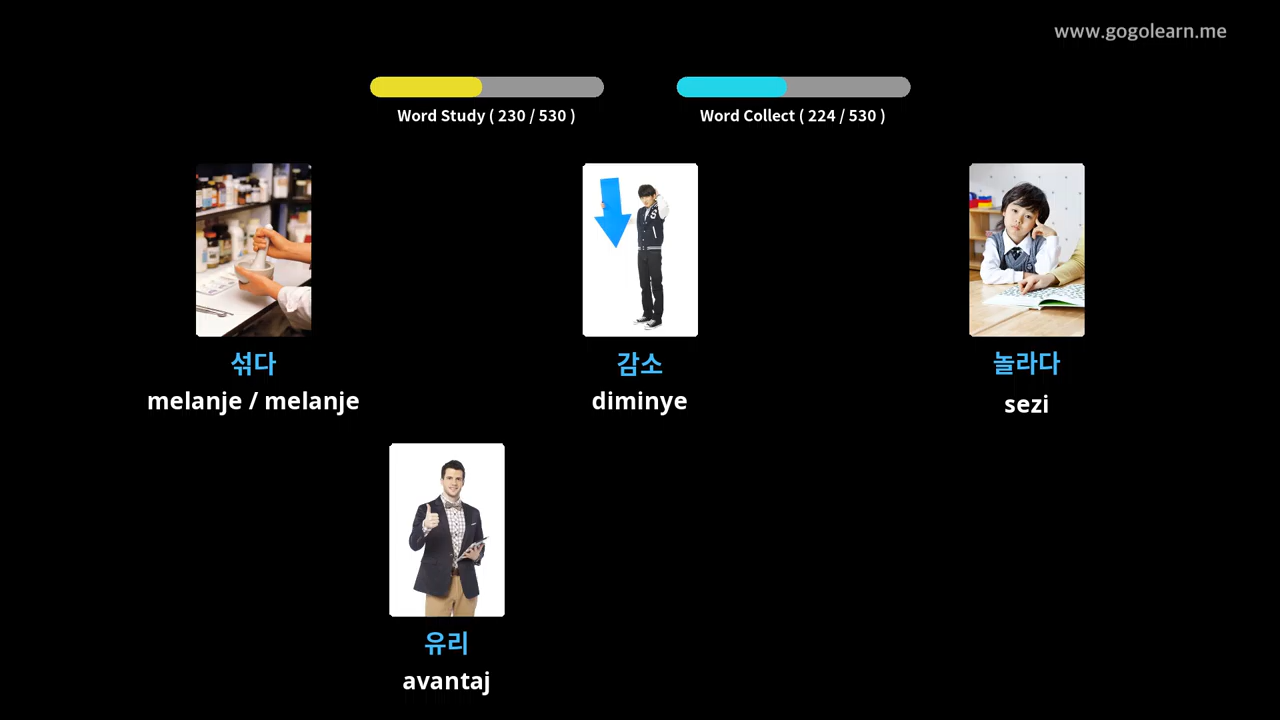 www.gogolearn.me
Word Study ( 230 / 530 )
Word Collect ( 224 / 530 )
섞다
melanje / melanje
감소
diminye
놀라다
sezi
유리
avantaj